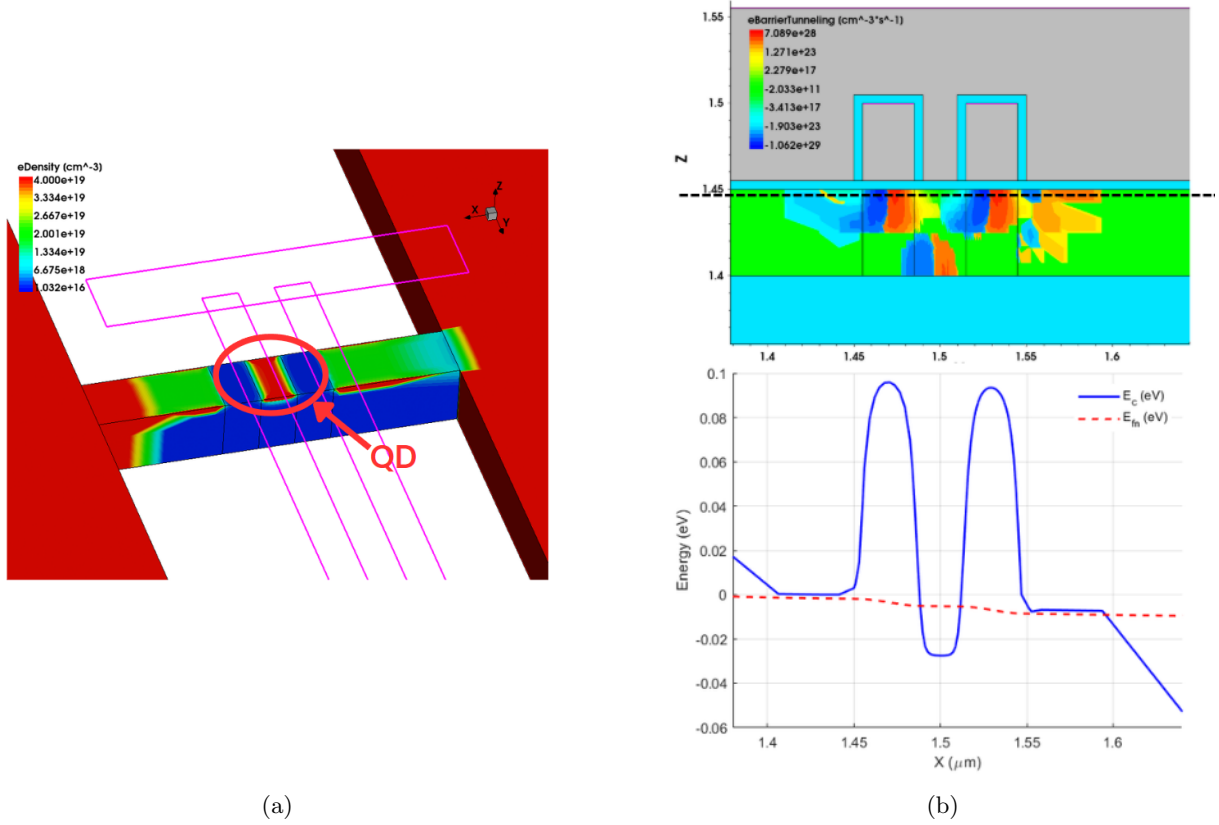 eDensity (cm^-3)
4.000e+19
3.334e+19
2.667e+19
2.001e+19
1.334e+19
6.675e+18
1.032e+16
Z
X
Y
QD
(a)
eBarrierTunneling (cm^-3*s^-1)
7.089e+28
1.271e+23
2.279e+17
-2.033e+11
-3.413e+17
-1.903e+23
-1.062e+29
1.55
1.5
1.45
1.4
Z
1.4 1.45 1.5 1.55 1.6
0.1
0.08
0.06
0.04
0.02
0
-0.02
-0.04
-0.06
Energy (eV)
E_c (eV)
E_fn (eV)
1.4 1.45 1.5 1.55 1.6
X (μm)
(b)